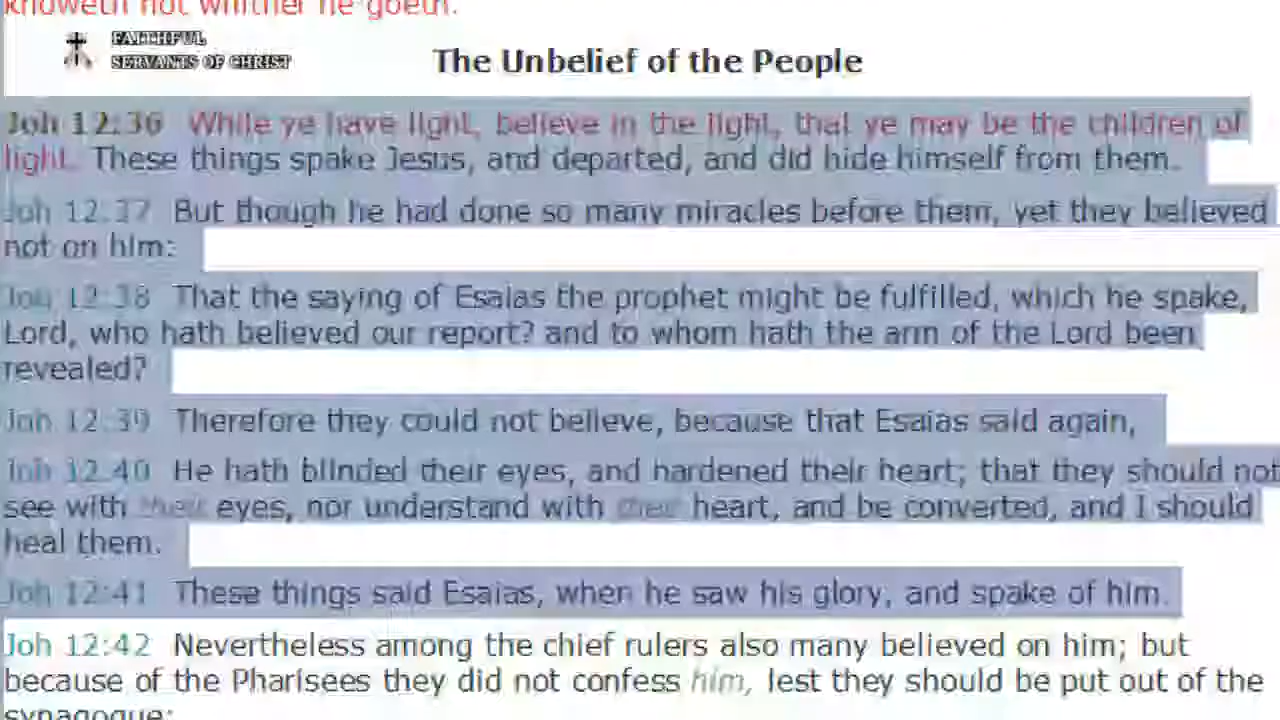 knoweth not whither he goeth.
FAITHFUL
SERVANTS OF CHRIST
The Unbelief of the People
Joh 12:36 While ye have light, believe in the light, that ye may be the children of
light. These things spake Jesus, and departed, and did hide himself from them.
Joh 12:37 But though he had done so many miracles before them, yet they believed
not on him:
Joh 12:38 That the saying of Esaias the prophet might be fulfilled, which he spake,
Lord, who hath believed our report? and to whom hath the arm of the Lord been
revealed?
Joh 12:39 Therefore they could not believe, because that Esaias said again,
Joh 12:40 He hath blinded their eyes, and hardened their heart; that they should not
see with their eyes, nor understand with their heart, and be converted, and I should
heal them.
Joh 12:41 These things said Esaias, when he saw his glory, and spake of him.
Joh 12:42 Nevertheless among the chief rulers also many believed on him; but
because of the Pharisees they did not confess him, lest they should be put out of the
synagogue: